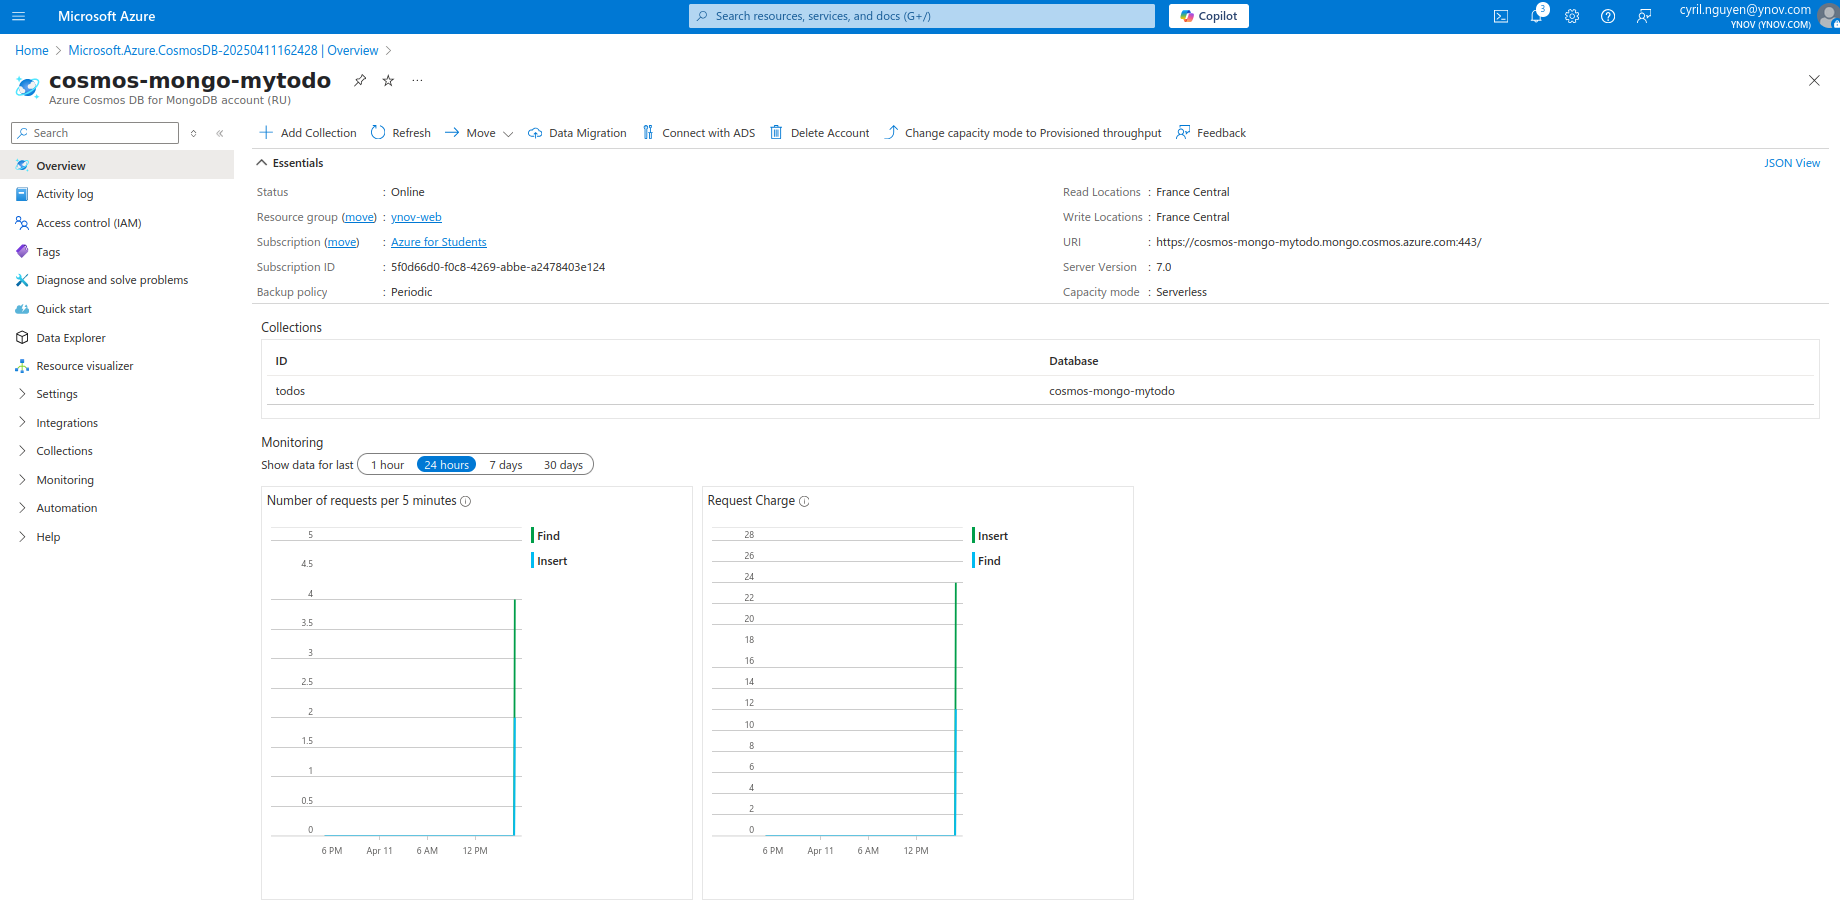 Microsoft Azure
Search resources, services, and docs (G+/)
Copilot
3
cyril.nguyen@ynov.com
YNOV (YNOV.COM)
Home > Microsoft.Azure.CosmosDB-20250411162428 | Overview >
cosmos-mongo-mytodo
Azure Cosmos DB for MongoDB account (RU)
Search
Overview
Activity log
Access control (IAM)
Tags
Diagnose and solve problems
Quick start
Data Explorer
Resource visualizer
Settings
Integrations
Collections
Monitoring
Automation
Help
Add Collection Refresh Move Data Migration Connect with ADS Delete Account Change capacity mode to Provisioned throughput Feedback
Essentials
JSON View
Status : Online
Resource group (move) : ynov-web
Subscription (move) : Azure for Students
Subscription ID : 5f0d66d0-f0c8-4269-abbe-a2478403e124
Backup policy : Periodic
Read Locations : France Central
Write Locations : France Central
URI : https://cosmos-mongo-mytodo.mongo.cosmos.azure.com:443/
Server Version : 7.0
Capacity mode : Serverless
Collections
ID Database
todos cosmos-mongo-mytodo
Monitoring
Show data for last 1 hour 24 hours 7 days 30 days
Number of requests per 5 minutes
5
4.5
4
3.5
3
2.5
2
1.5
1
0.5
0
6 PM Apr 11 6 AM 12 PM
Find
Insert
Request Charge
28
26
24
22
20
18
16
14
12
10
8
6
4
2
0
6 PM Apr 11 6 AM 12 PM
Insert
Find